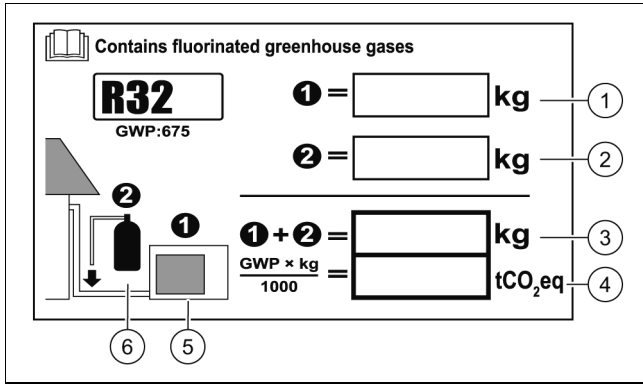 Contains fluorinated greenhouse gases
R32
GWP:675
❶= kg 1
❷= kg 2
❶+❷= kg 3
GWP × kg
1000
= tCO₂eq 4
❷
❶
6 5